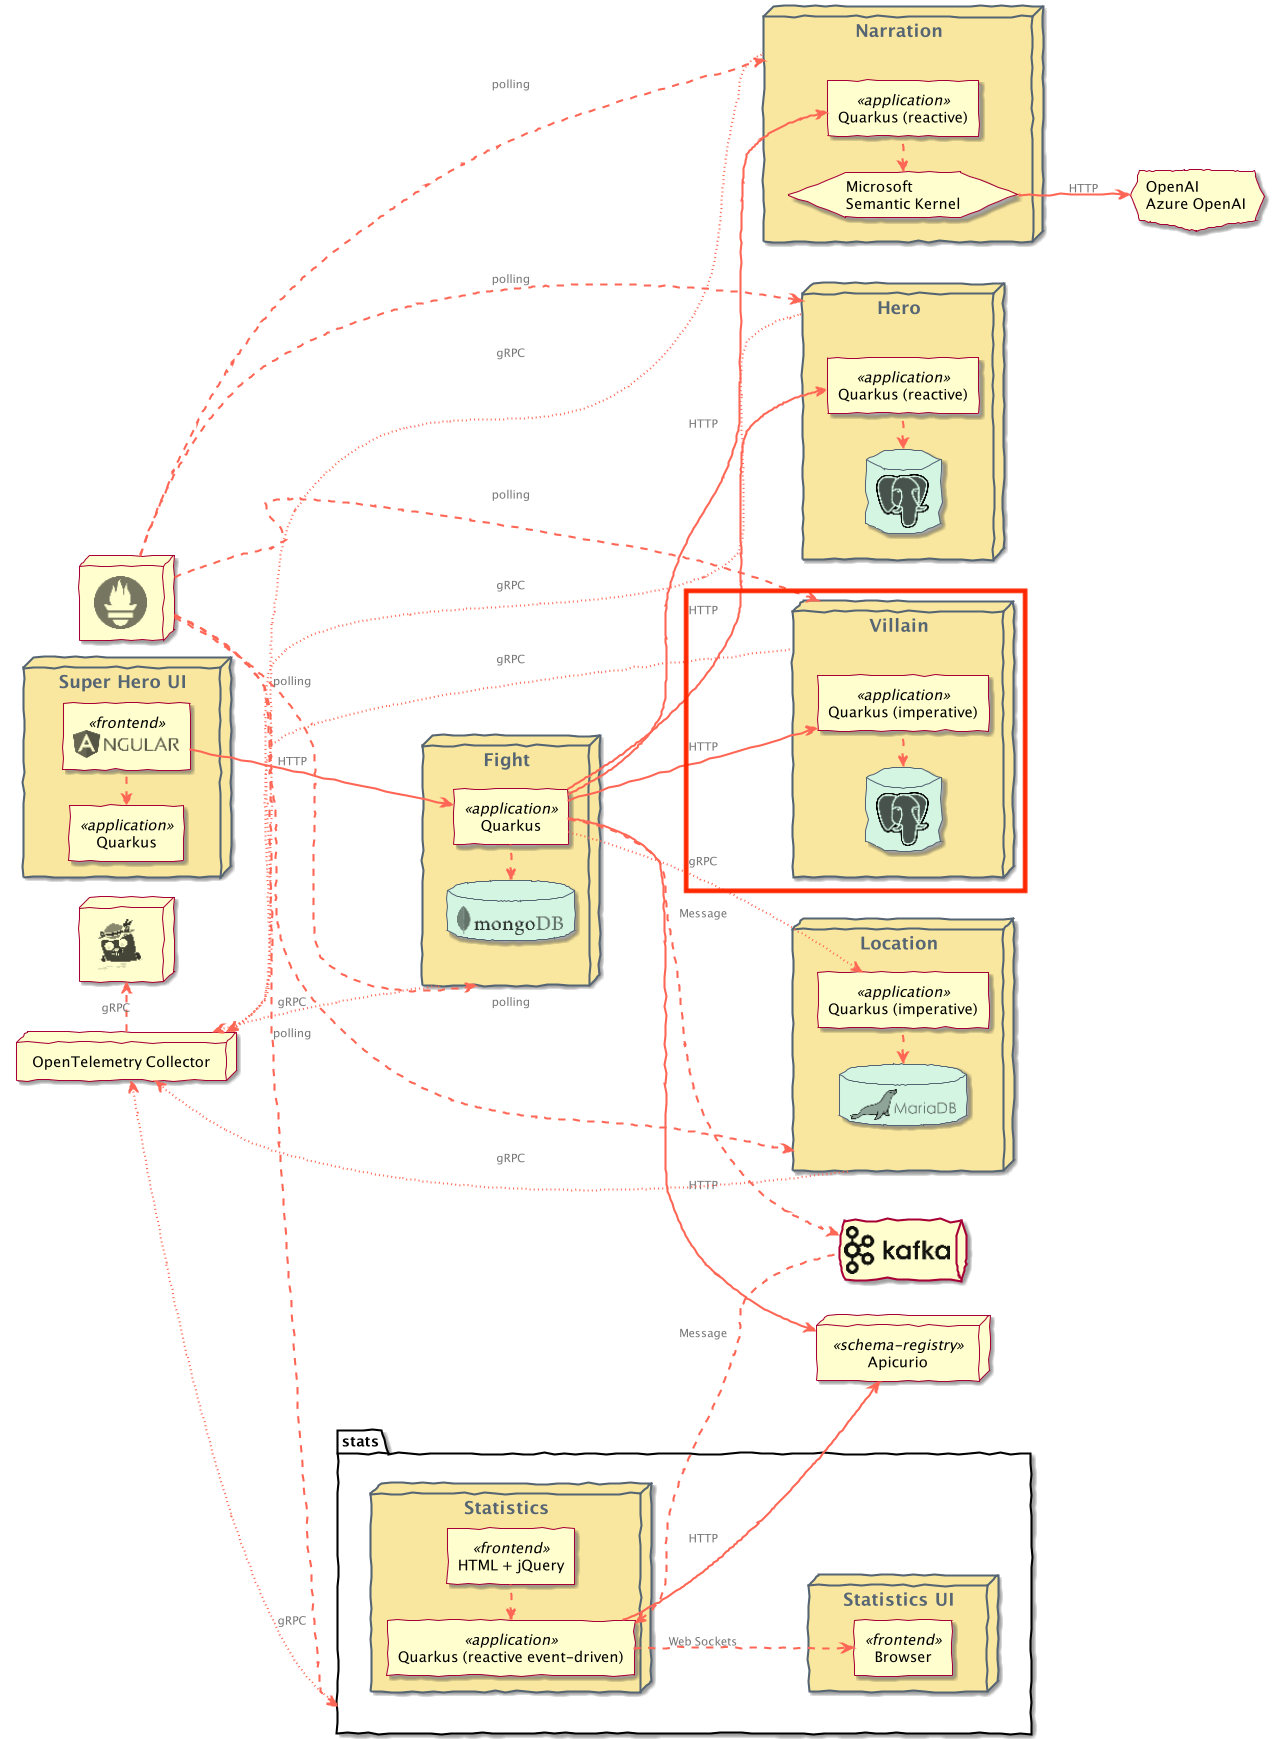 Narration
polling
«application»
Quarkus (reactive)
Microsoft
Semantic Kernel
HTTP
OpenAI
Azure OpenAI
polling
Hero
gRPC
«application»
Quarkus (reactive)
HTTP
polling
gRPC
HTTP
Villain
gRPC
polling
Super Hero UI
«frontend»
ANGULAR
«application»
Quarkus
HTTP
«application»
Quarkus (imperative)
HTTP
Fight
«application»
Quarkus
mongoDB
gRPC
Message
Location
«application»
Quarkus (imperative)
MariaDB
gRPC
gRPC
polling
polling
OpenTelemetry Collector
gRPC
HTTP
kafka
Message
«schema-registry»
Apicurio
stats
Statistics
«frontend»
HTML + jQuery
HTTP
«application»
Quarkus (reactive event-driven)
gRPC
Web Sockets
Statistics UI
«frontend»
Browser